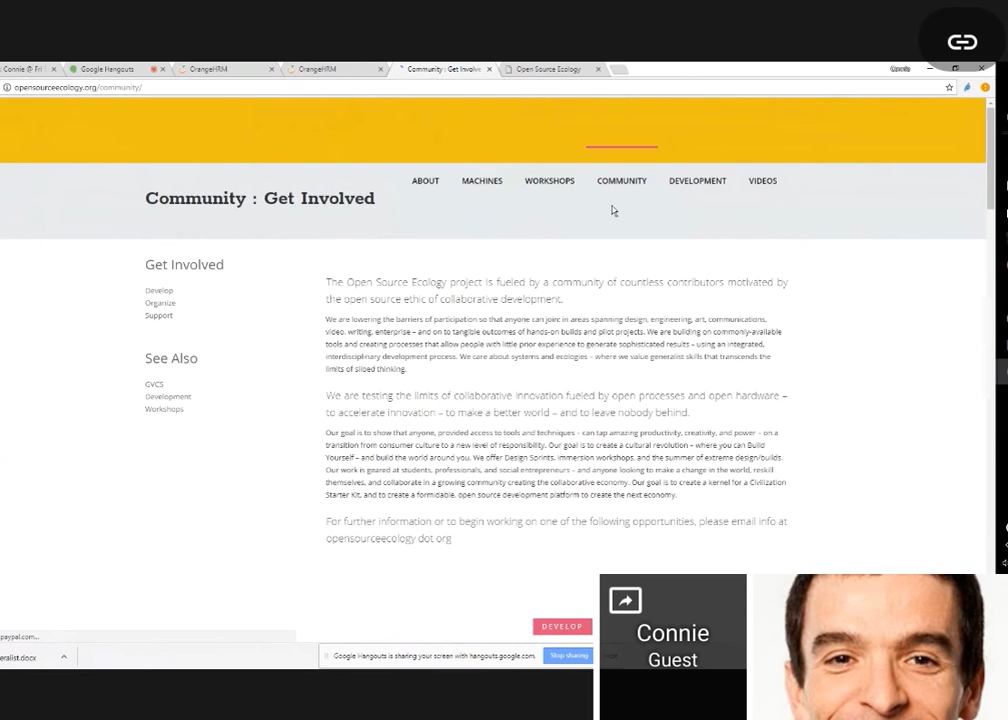 : Connie @ Fri
Google Hangouts
OrangeHRM
OrangeHRM
Community : Get Involve
Open Source Ecology
Connie
opensourceecology.org/community/
ABOUT MACHINES WORKSHOPS COMMUNITY DEVELOPMENT VIDEOS
Community : Get Involved
Get Involved
Develop
Organize
Support
See Also
GVCS
Development
Workshops
The Open Source Ecology project is fueled by a community of countless contributors motivated by
the open source ethic of collaborative development.
We are lowering the barriers of participation so that anyone can joinc in areas spanning design, engineering, art, communications,
video, writing, enterprise – and on to tangible outcomes of hands-on builds and pilot projects. We are building on commonly-available
tools and creating processes that allow people with little prior experience to generate sophisticated results – using an integrated,
interdisciplinary development process. We care about systems and ecologies – where we value generalist skills that transcends the
limits of siloed thinking.
We are testing the limits of collaborative innovation fueled by open processes and open hardware –
to accelerate innovation – to make a better world – and to leave nobody behind.
Our goal is to show that anyone, provided access to tools and techniques – can tap amazing productivity, creativity, and power – on a
transition from consumer culture to a new level of responsibility. Our goal is to create a cultural revolution – where you can Build
Yourself – and build the world around you. We offer Design Sprints, immersion workshops, and the summer of extreme design/builds.
Our work is geared at students, professionals, and social entrepreneurs – and anyone looking to make a change in the world, reskill
themselves, and collaborate in a growing community creating the collaborative economy. Our goal is to create a kernel for a Civilization
Starter Kit, and to create a formidable, open source development platform to create the next economy.
For further information or to begin working on one of the following opportunities, please email info at
opensourceecology dot org
DEVELOP
paypal.com...
eralist.docx
Google Hangouts is sharing your screen with hangouts.google.com.
Stop sharing
Connie
Guest